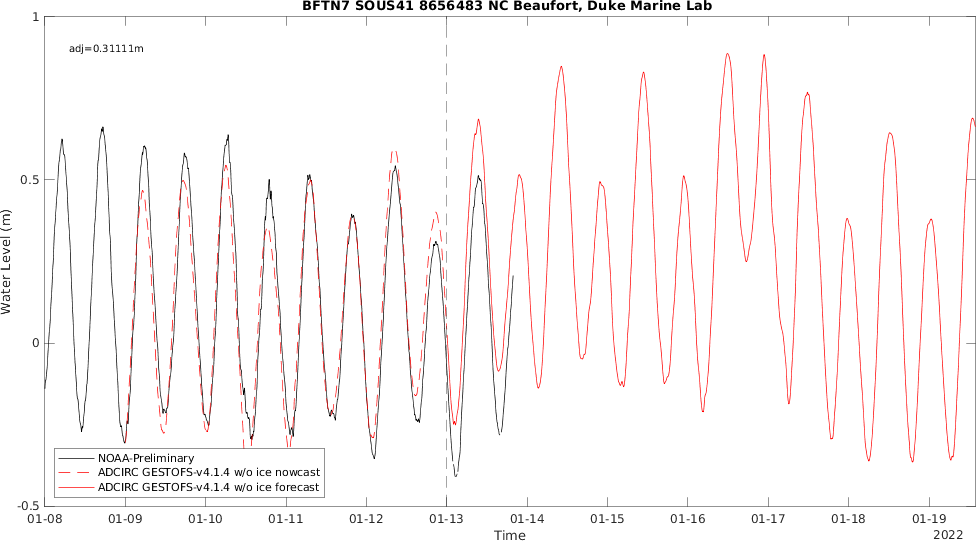 BFTN7 SOUS41 8656483 NC Beaufort, Duke Marine Lab
adj=0.31111m
1
0.5
0
-0.5
Water Level (m)
NOAA-Preliminary
ADCIRC GESTOFS-v4.1.4 w/o ice nowcast
ADCIRC GESTOFS-v4.1.4 w/o ice forecast
01-08 01-09 01-10 01-11 01-12 01-13 01-14 01-15 01-16 01-17 01-18 01-19
Time
2022